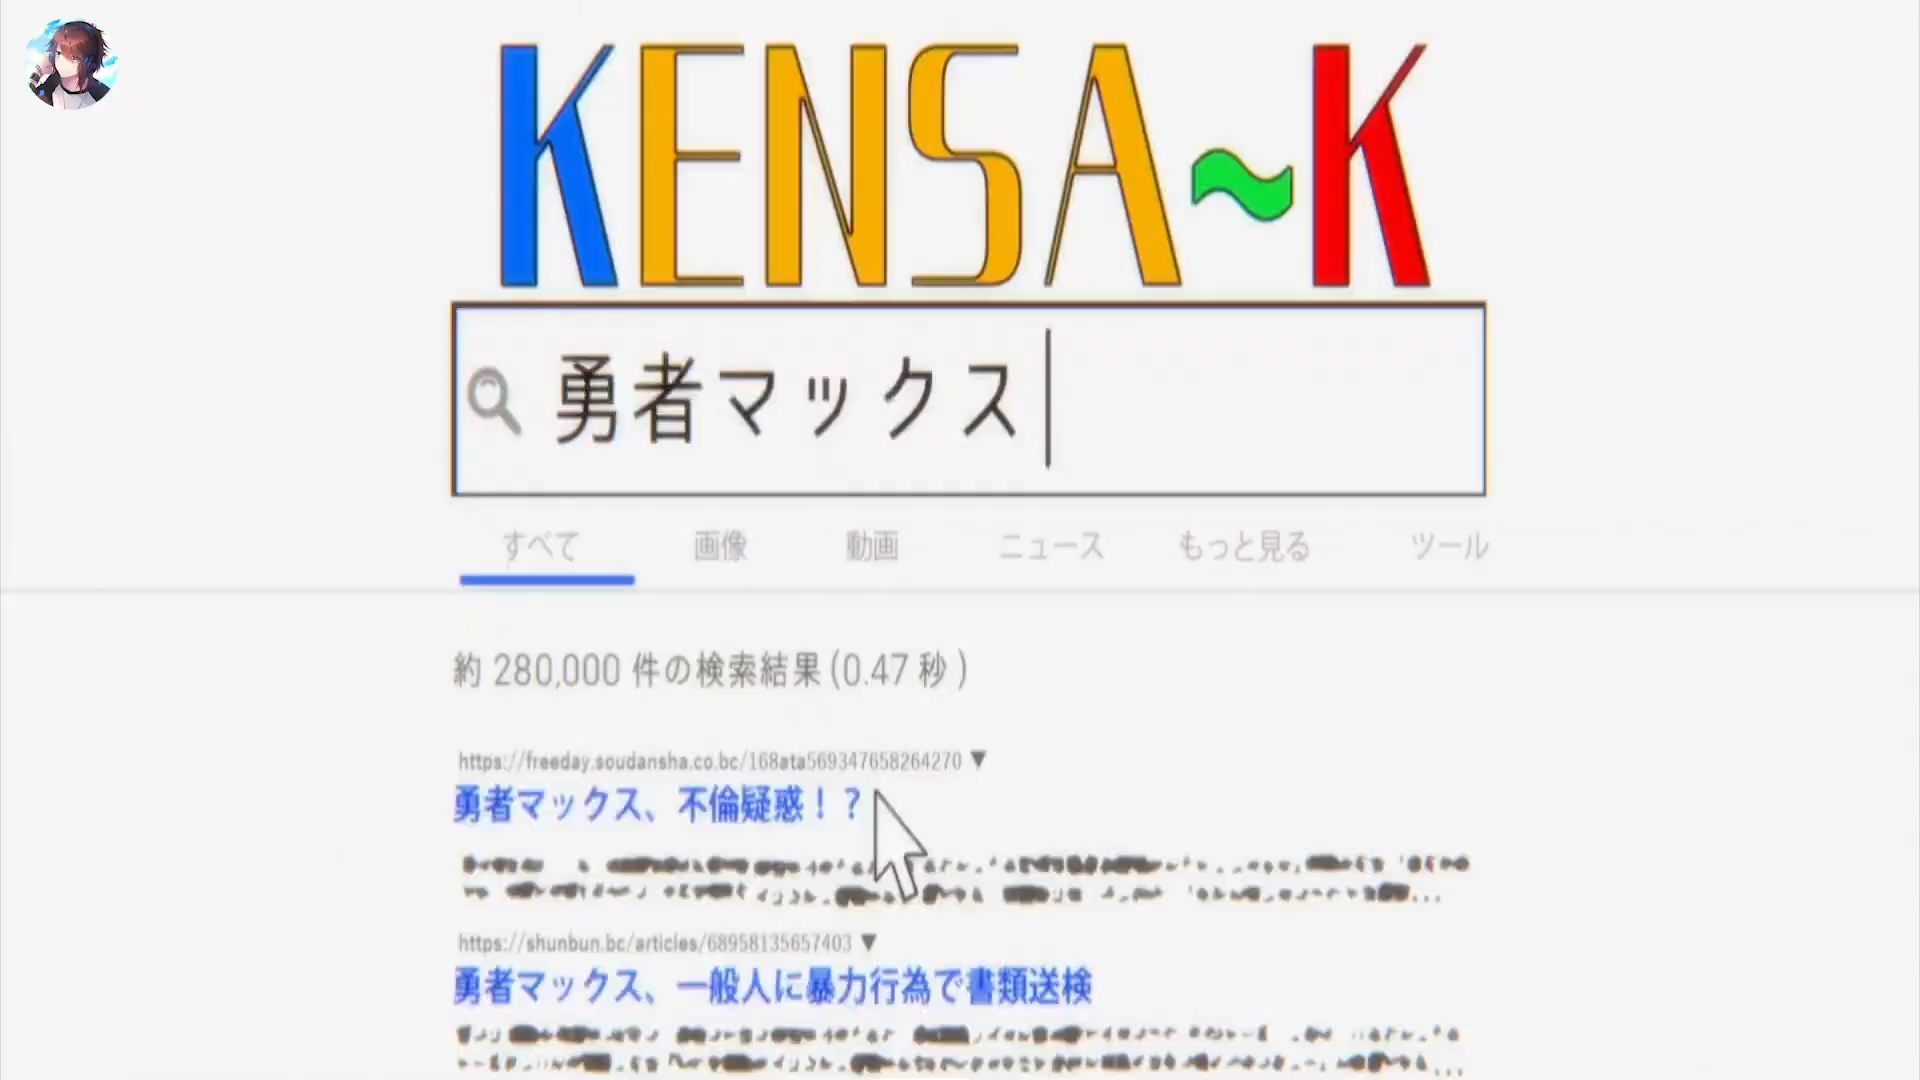 KENSA~K
勇者マックス
すべて 画像 動画 ニュース もっと見る ツール
約 280,000 件の検索結果 (0.47 秒 )
https://freeday.soudansha.co.bc/168ata569347658264270 ▼
勇者マックス、不倫疑惑！？
https://shunbun.bc/articles/68958135657403 ▼
勇者マックス、一般人に暴力行為で書類送検